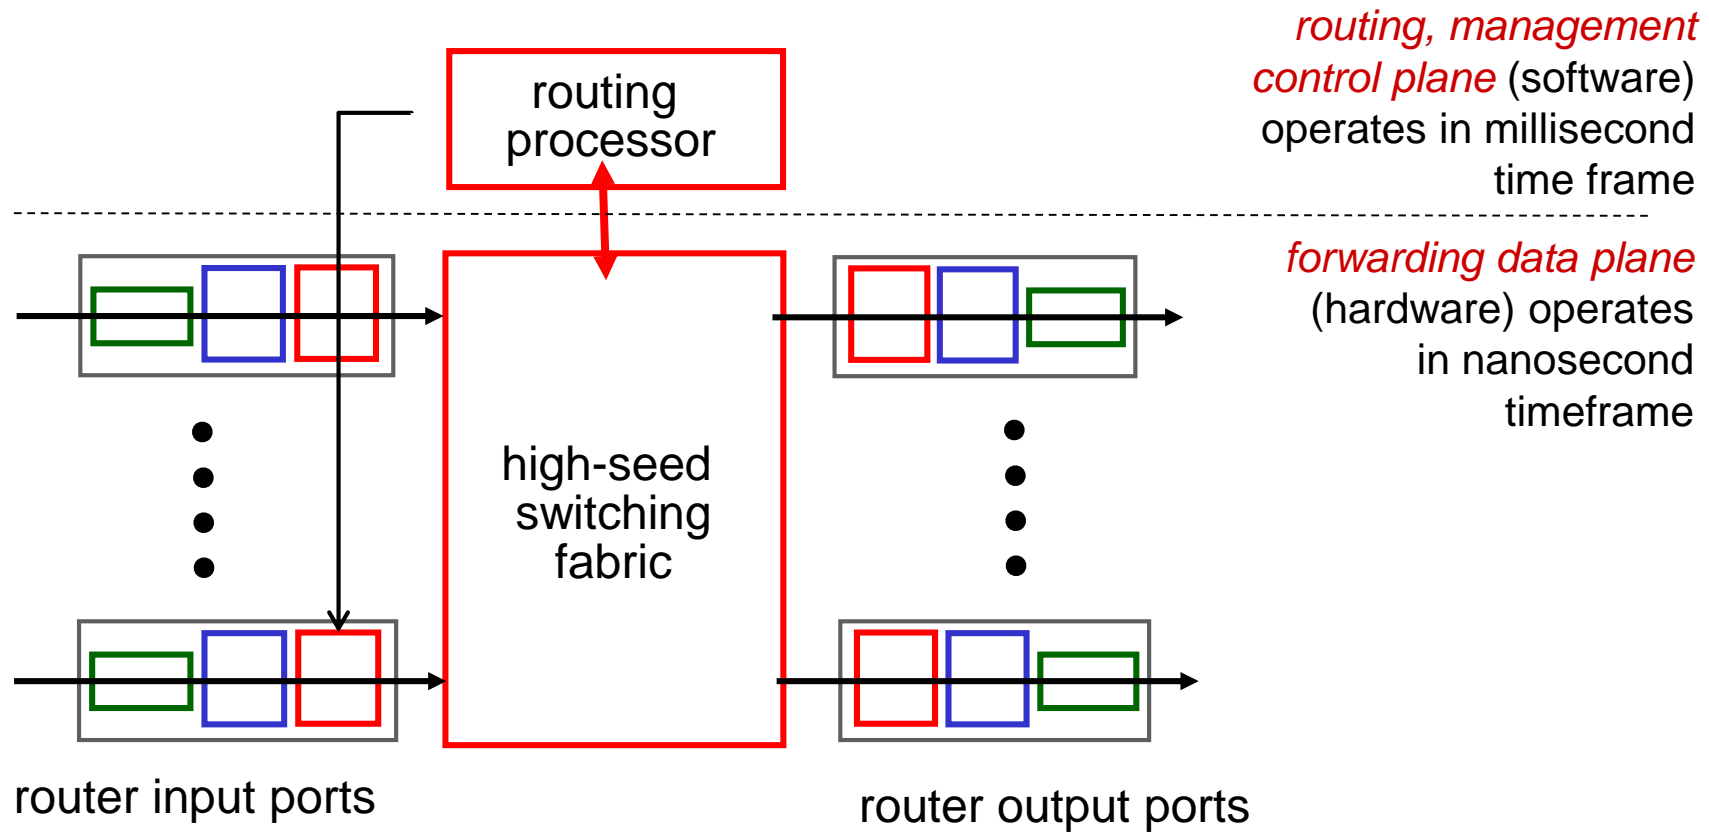 routing, management
control plane (software)
operates in millisecond
time frame
routing
processor
forwarding data plane
(hardware) operates
in nanosecond
timeframe
high-seed
switching
fabric
router input ports
router output ports